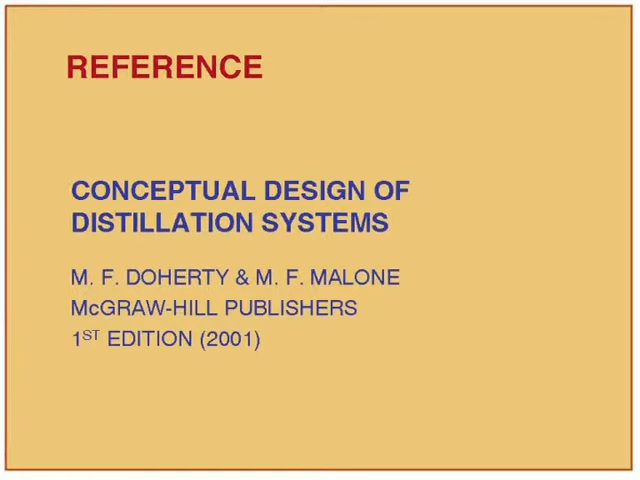 REFERENCE
CONCEPTUAL DESIGN OF
DISTILLATION SYSTEMS
M. F. DOHERTY & M. F. MALONE
McGRAW-HILL PUBLISHERS
1ST EDITION (2001)